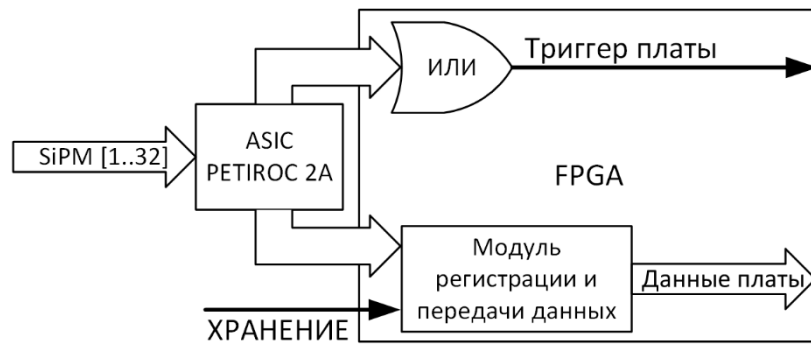 ИЛИ
Триггер платы
SiPM [1..32]
ASIC
PETIROC 2A
FPGA
Модуль
регистрации и
передачи данных
Данные платы
ХРАНЕНИЕ